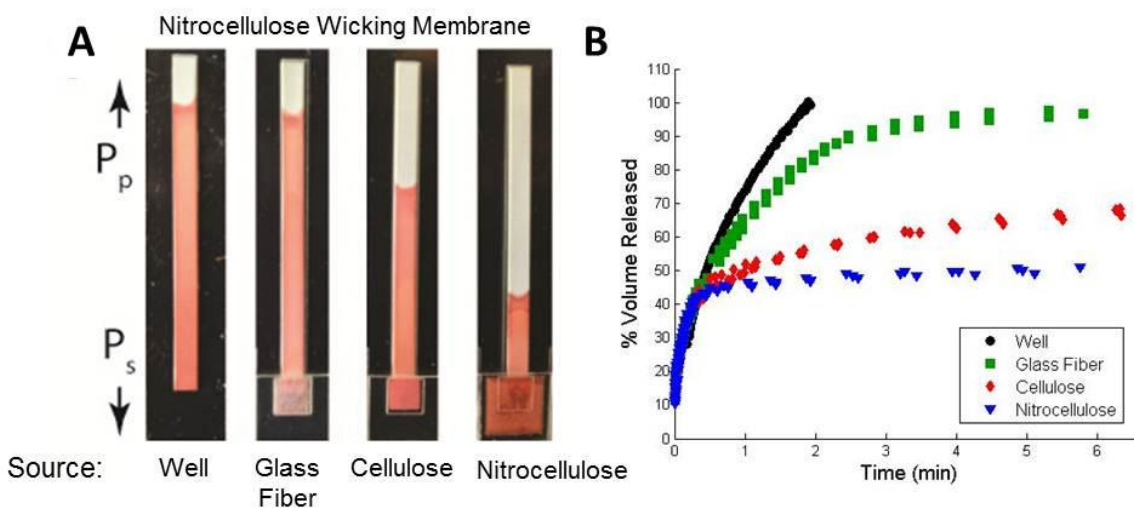 Nitrocellulose Wicking Membrane
A
Pp
Ps
Source: Well Glass Fiber Cellulose Nitrocellulose
B
% Volume Released
110
100
90
80
70
60
50
40
30
20
10
0
0 1 2 3 4 5 6
Time (min)
Well
Glass Fiber
Cellulose
Nitrocellulose